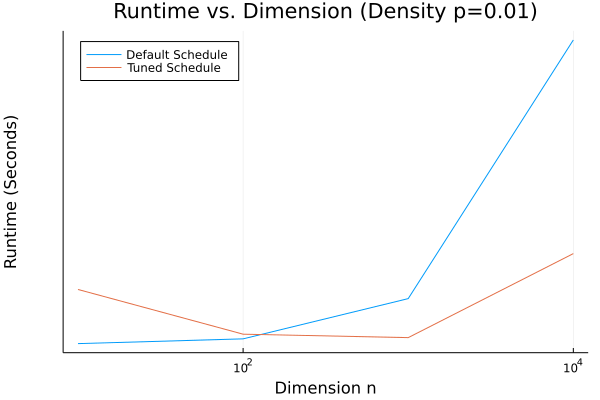 Runtime vs. Dimension (Density p=0.01)
Default Schedule
Tuned Schedule
Runtime (Seconds)
10² 10⁴
Dimension n